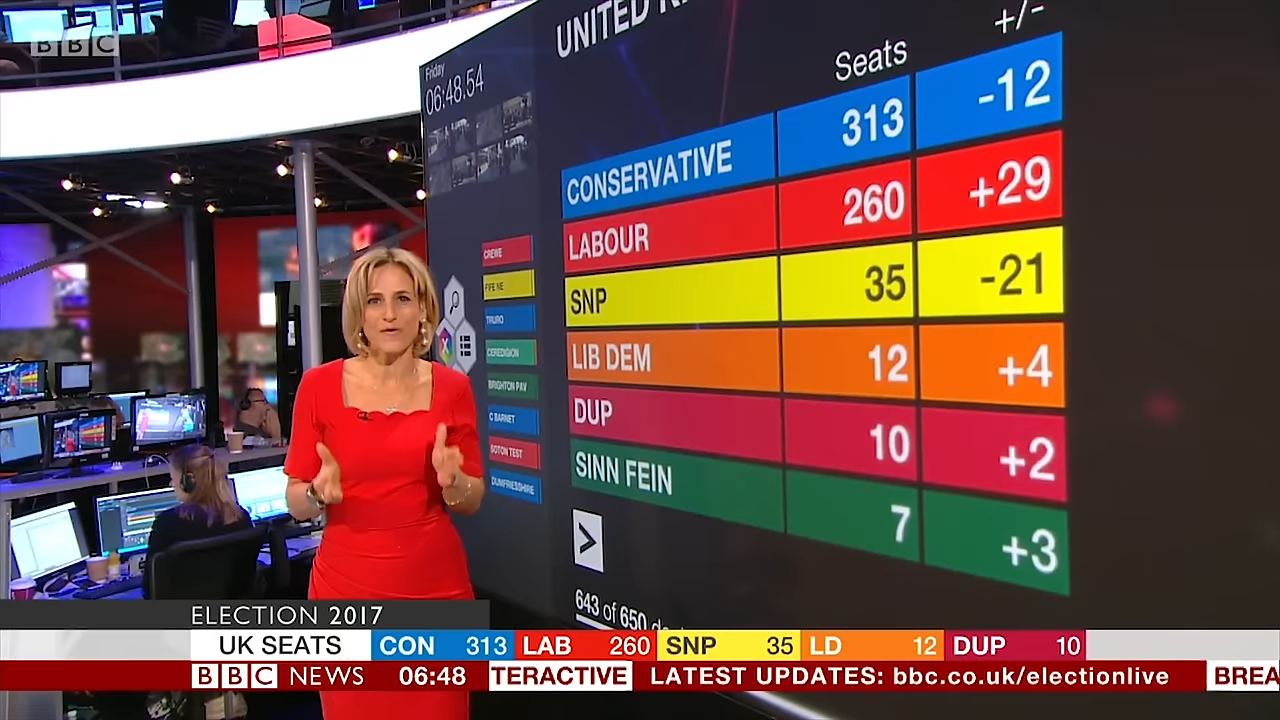 BBC
UNITED
Friday
06:48.54
Seats +/-
CONSERVATIVE 313 -12
LABOUR 260 +29
SNP 35 -21
LIB DEM 12 +4
DUP 10 +2
SINN FEIN 7 +3
CREWE
FIFE NE
TRURO
CEREDIGION
BRIGHTON PAV
C BARNET
SOTON TEST
DUMFRIESSHIRE
>
643 of 650
ELECTION 2017
UK SEATS CON 313 LAB 260 SNP 35 LD 12 DUP 10
BBC NEWS 06:48 TERACTIVE LATEST UPDATES: bbc.co.uk/electionlive BREA